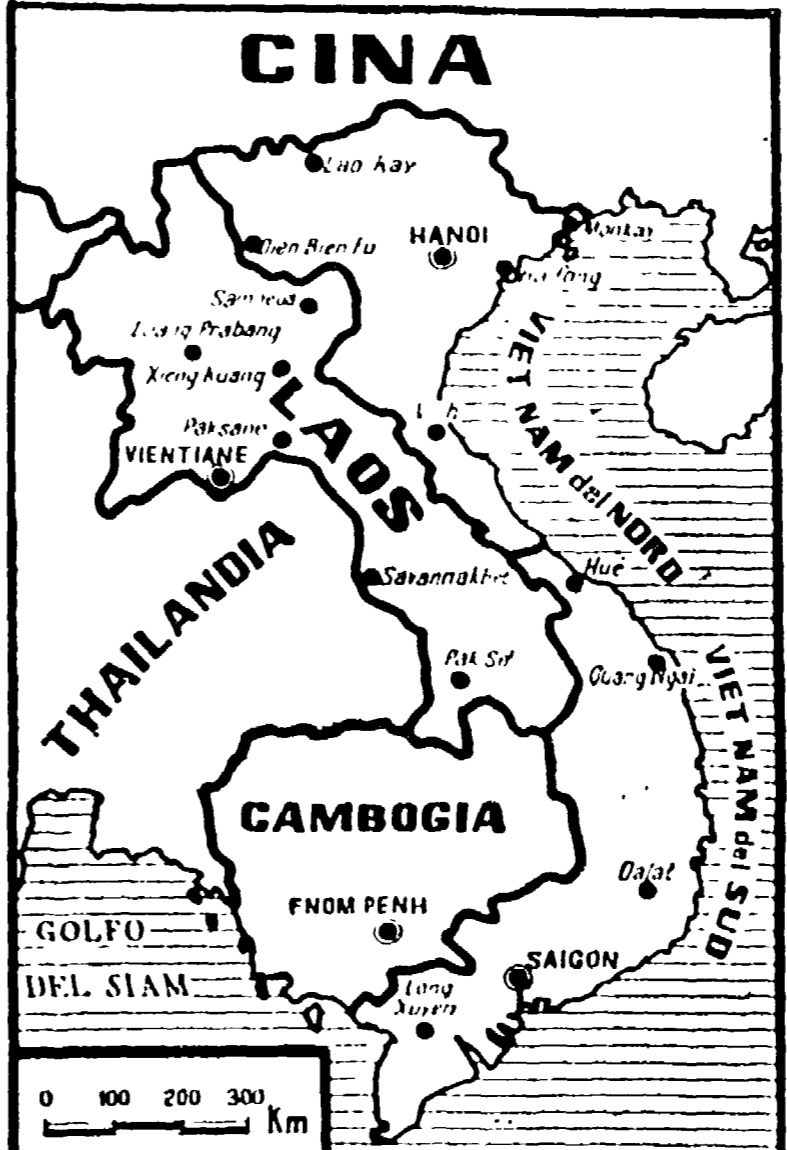 CINA
Lao Kay
Dien Bien Fu
HANOI
Monkay
Sam
Luang Prabang
Xieng Kuang
LAOS
VIET NAM del NORD
Paksane
VIENTIANE
THAILANDIA
Savannakhet
Hué
Pak Sé
Quang Ngai
VIET NAM del SUD
CAMBOGIA
Dalat
FNOM PENH
GOLFO
DEL SIAM
SAIGON
Long
Xuyen
0 100 200 300 Km